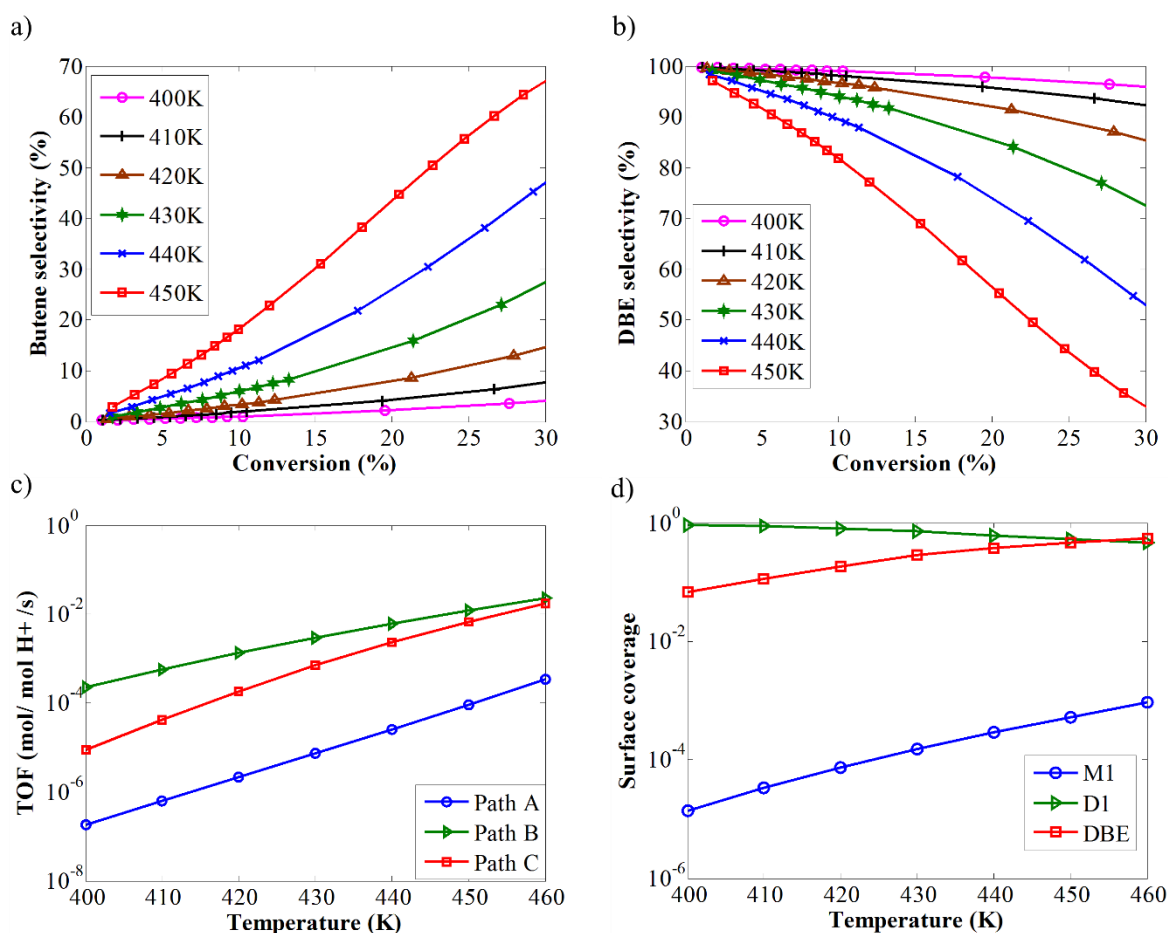 a)
70
60
50
40
30
20
10
0
Butene selectivity (%)
400K
410K
420K
430K
440K
450K
0 5 10 15 20 25 30
Conversion (%)
b)
100
90
80
70
60
50
40
30
DBE selectivity (%)
400K
410K
420K
430K
440K
450K
0 5 10 15 20 25 30
Conversion (%)
c)
10^0
10^-2
10^-4
10^-6
10^-8
TOF (mol/ mol H+ /s)
Path A
Path B
Path C
400 410 420 430 440 450 460
Temperature (K)
d)
10^0
10^-2
10^-4
10^-6
Surface coverage
M1
D1
DBE
400 410 420 430 440 450 460
Temperature (K)